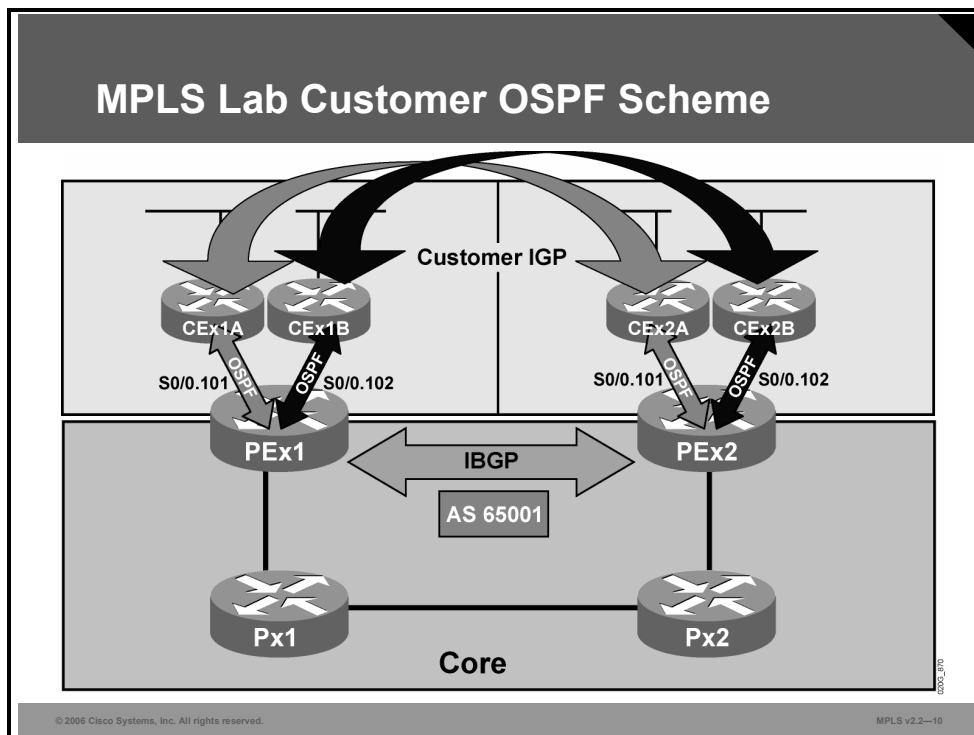 MPLS Lab Customer OSPF Scheme
Customer IGP
CEx1A
CEx1B
CEx2A
CEx2B
OSPF
OSPF
OSPF
OSPF
S0/0.101
S0/0.102
S0/0.101
S0/0.102
PEx1
PEx2
IBGP
AS 65001
Px1
Px2
Core
020G_870
© 2006 Cisco Systems, Inc. All rights reserved.
MPLS v2.2—10